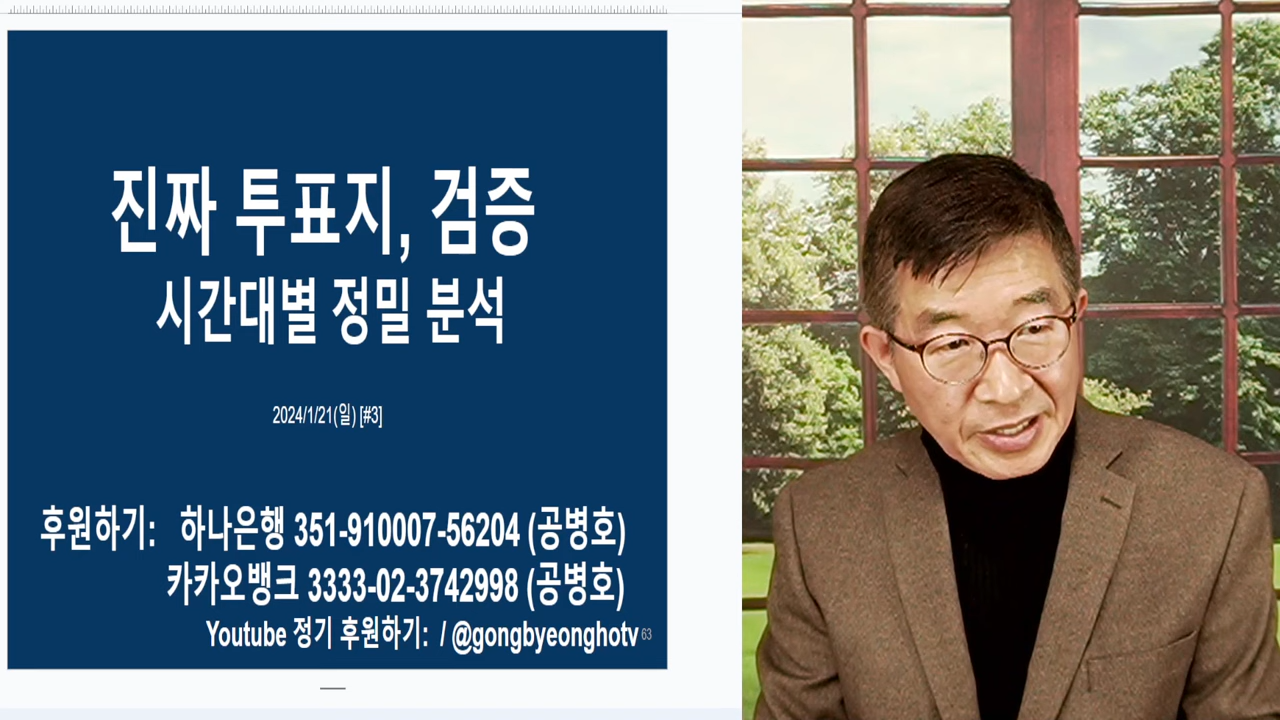 진짜 투표지, 검증
시간대별 정밀 분석
2024/1/21(일) [#3]
후원하기: 하나은행 351-910007-56204 (공병호)
카카오뱅크 3333-02-3742998 (공병호)
Youtube 정기 후원하기: / @gongbyeonghotv 63